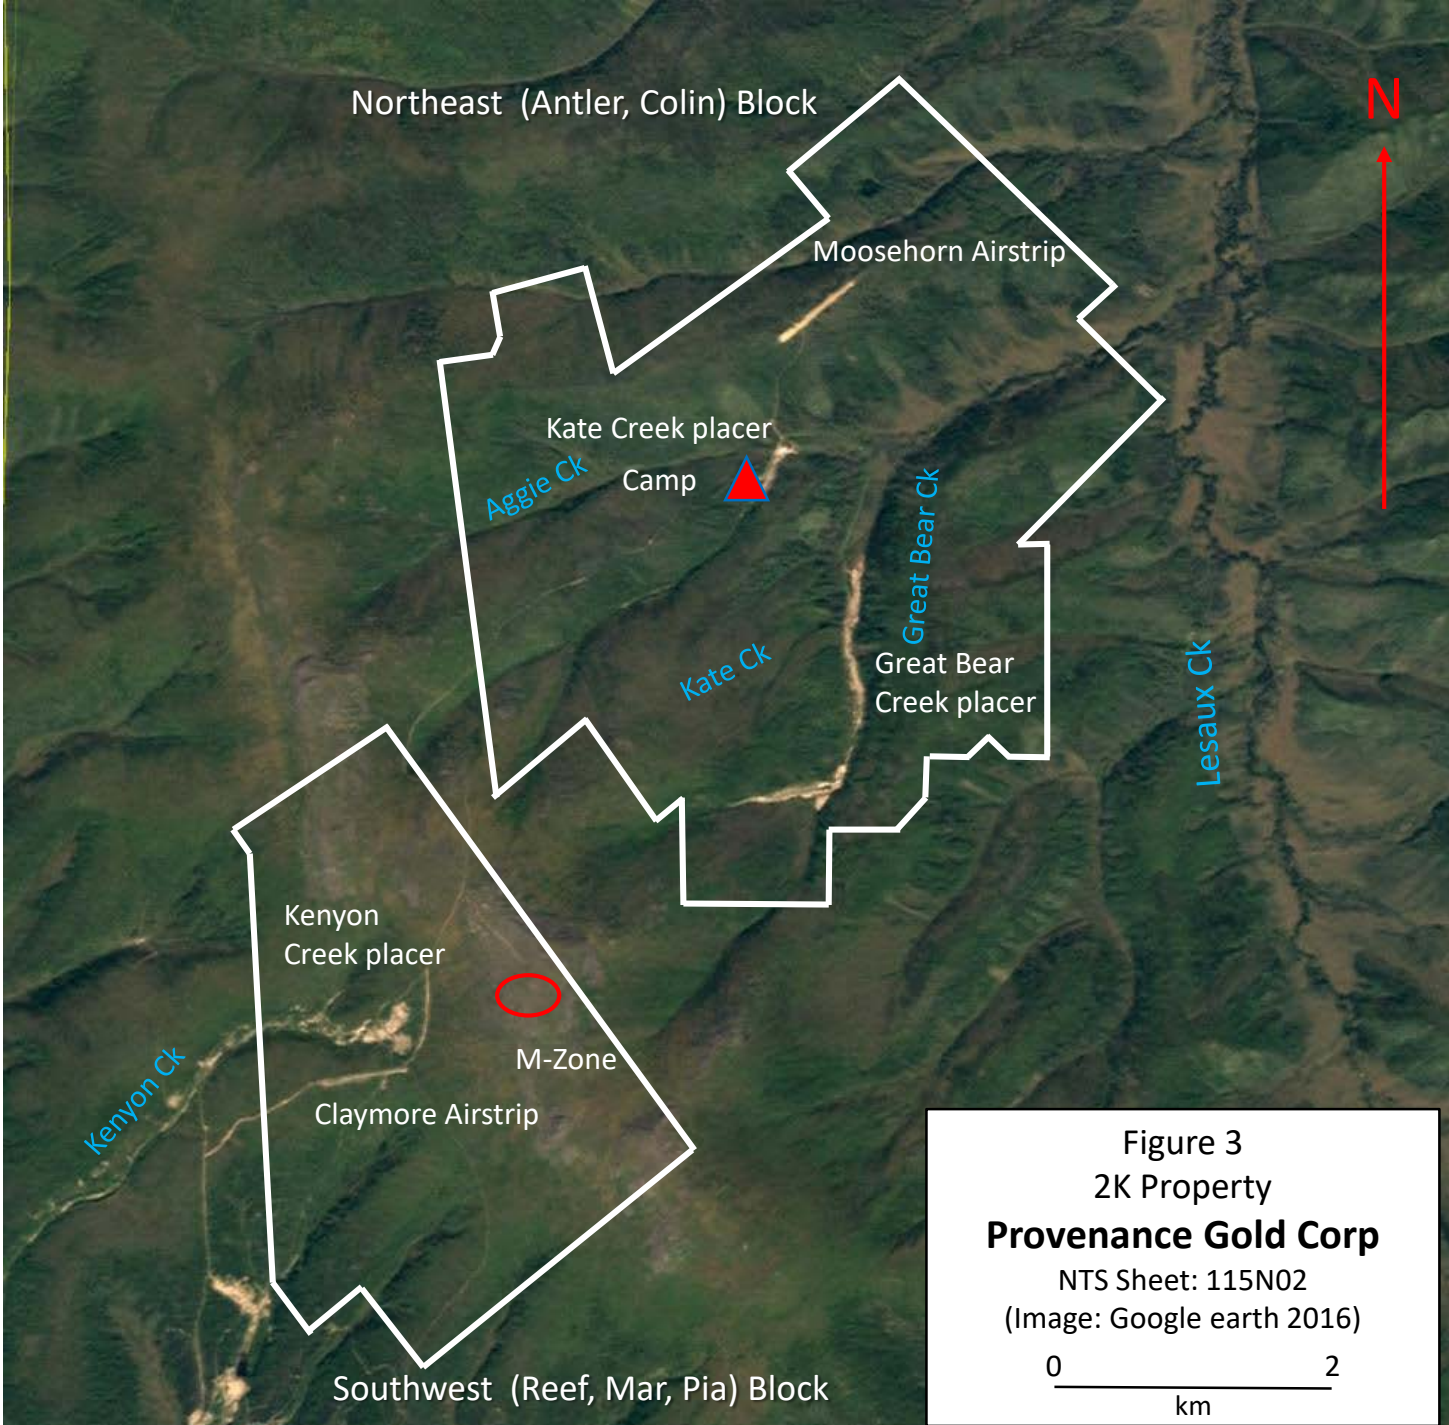 Northeast (Antler, Colin) Block
N
Moosehorn Airstrip
Kate Creek placer
Aggie Ck
Camp
Great Bear Ck
Kate Ck
Great Bear
Creek placer
Lesaux Ck
Kenyon
Creek placer
M-Zone
Kenyon Ck
Claymore Airstrip
Southwest (Reef, Mar, Pia) Block
Figure 3
2K Property
Provenance Gold Corp
NTS Sheet: 115N02
(Image: Google earth 2016)
0 2
km